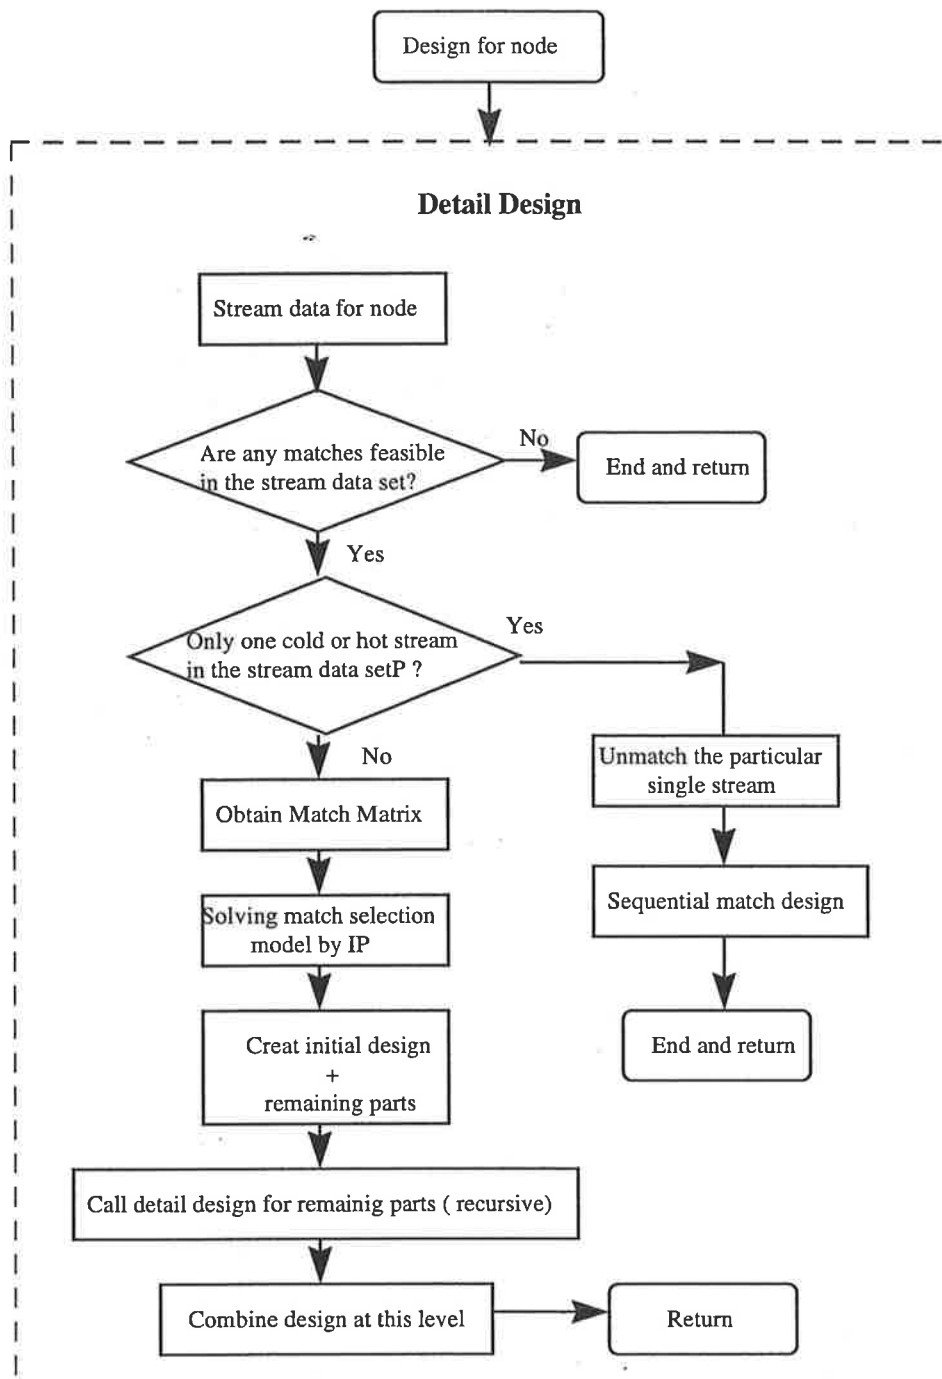 Design for node
Detail Design
Stream data for node
Are any matches feasible
in the stream data set?
No
End and return
Yes
Only one cold or hot stream
in the stream data setP ?
Yes
No
Unmatch the particular
single stream
Obtain Match Matrix
Sequential match design
Solving match selection
model by IP
Creat initial design
+
remaining parts
End and return
Call detail design for remainig parts ( recursive)
Combine design at this level
Return